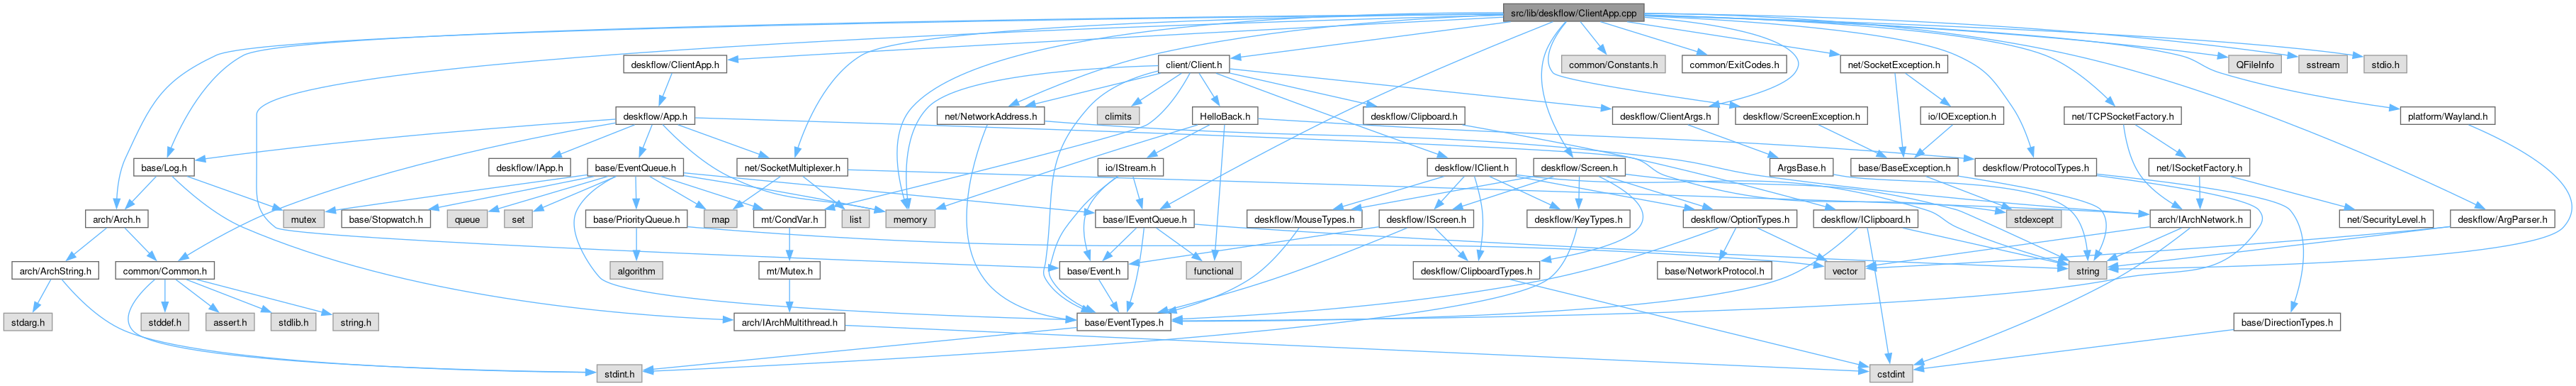 src/lib/deskflow/ClientApp.cpp
deskflow/ClientApp.h
client/Client.h
common/Constants.h
common/ExitCodes.h
net/SocketException.h
QFileInfo
sstream
stdio.h
deskflow/App.h
net/NetworkAddress.h
climits
HelloBack.h
deskflow/Clipboard.h
deskflow/ClientArgs.h
deskflow/ScreenException.h
io/IOException.h
net/TCPSocketFactory.h
platform/Wayland.h
base/Log.h
deskflow/IApp.h
base/EventQueue.h
net/SocketMultiplexer.h
io/IStream.h
deskflow/IClient.h
deskflow/Screen.h
ArgsBase.h
base/BaseException.h
deskflow/ProtocolTypes.h
net/ISocketFactory.h
arch/Arch.h
mutex
base/Stopwatch.h
queue
set
base/PriorityQueue.h
map
mt/CondVar.h
list
memory
base/IEventQueue.h
deskflow/MouseTypes.h
deskflow/IScreen.h
deskflow/KeyTypes.h
deskflow/OptionTypes.h
deskflow/IClipboard.h
stdexcept
arch/IArchNetwork.h
net/SecurityLevel.h
deskflow/ArgParser.h
arch/ArchString.h
common/Common.h
algorithm
mt/Mutex.h
base/Event.h
functional
deskflow/ClipboardTypes.h
base/NetworkProtocol.h
vector
string
stdarg.h
stddef.h
assert.h
stdlib.h
string.h
arch/IArchMultithread.h
base/EventTypes.h
base/DirectionTypes.h
stdint.h
cstdint